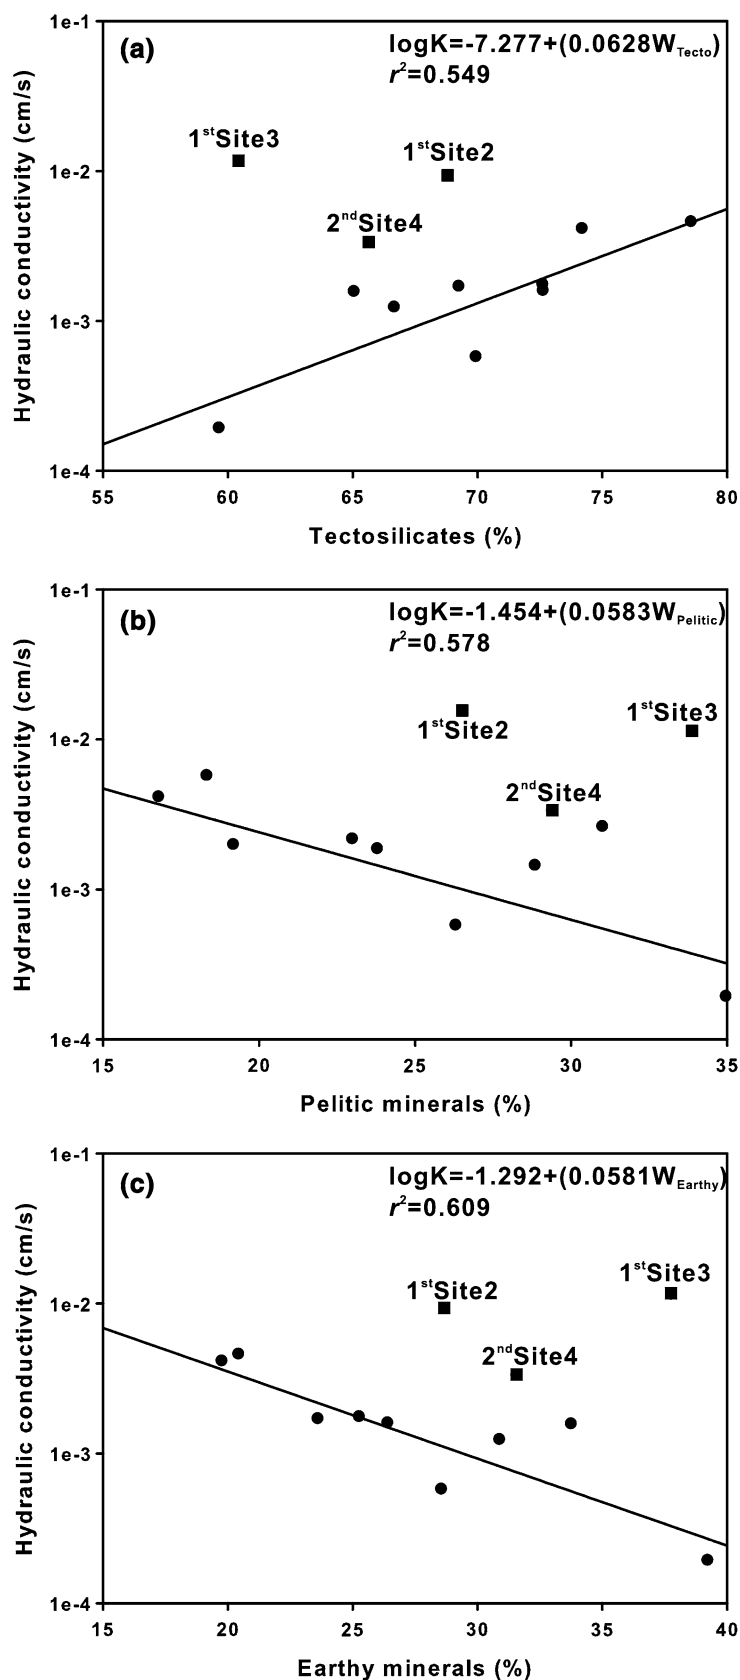 (a)
logK=-7.277+(0.0628W_Tecto)
r²=0.549
1e-1
1ˢᵗSite3
1ˢᵗSite2
1e-2
2ⁿᵈSite4
Hydraulic conductivity (cm/s)
1e-3
1e-4
55 60 65 70 75 80
Tectosilicates (%)
(b)
logK=-1.454+(0.0583W_Pelitic)
r²=0.578
1e-1
1ˢᵗSite3
1ˢᵗSite2
1e-2
2ⁿᵈSite4
Hydraulic conductivity (cm/s)
1e-3
1e-4
15 20 25 30 35
Pelitic minerals (%)
(c)
logK=-1.292+(0.0581W_Earthy)
r²=0.609
1e-1
1ˢᵗSite3
1ˢᵗSite2
1e-2
2ⁿᵈSite4
Hydraulic conductivity (cm/s)
1e-3
1e-4
15 20 25 30 35 40
Earthy minerals (%)